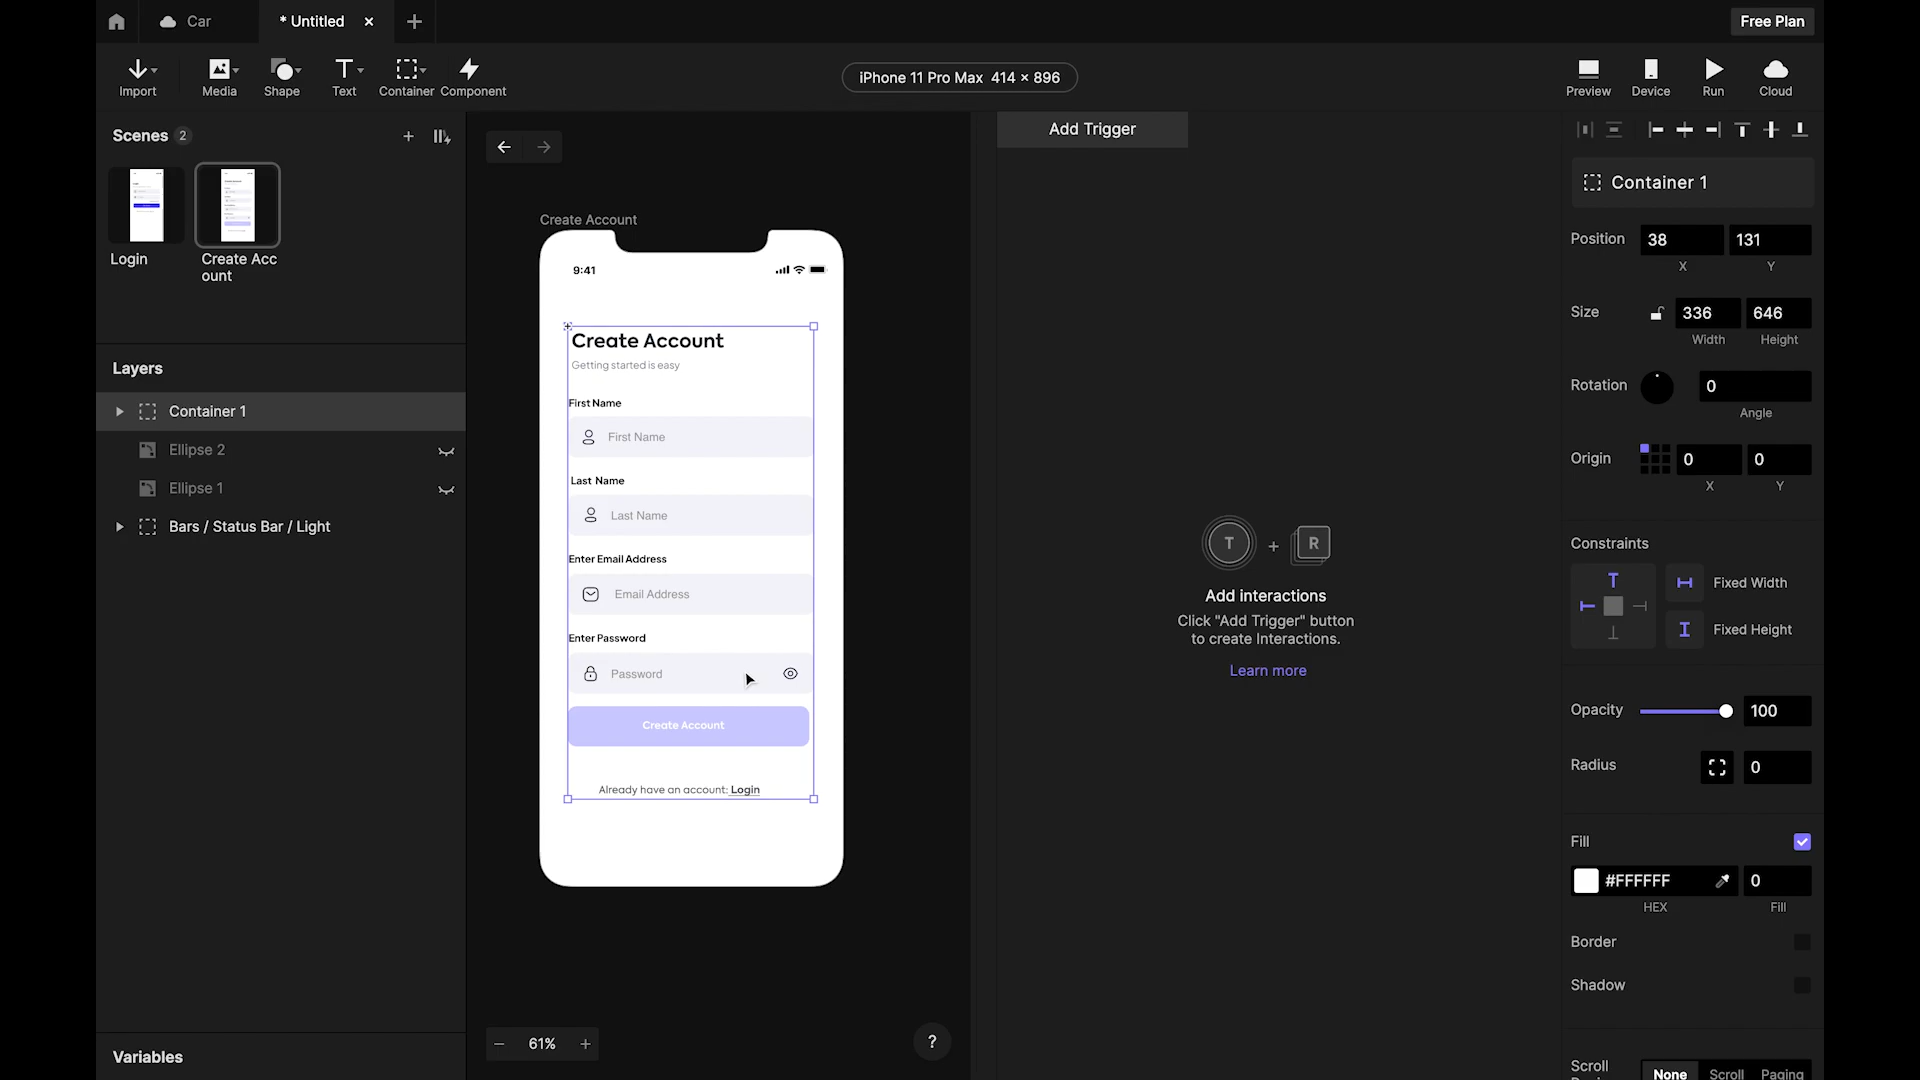 Car
* Untitled
Free Plan
Import
Media
Shape
Text
Container
Component
iPhone 11 Pro Max 414 × 896
Preview
Device
Run
Cloud
Scenes 2
Login
Create Acc
ount
Layers
Container 1
Ellipse 2
Ellipse 1
Bars / Status Bar / Light
Variables
Create Account
9:41
Create Account
Getting started is easy
First Name
First Name
Last Name
Last Name
Enter Email Address
Email Address
Enter Password
Password
Create Account
Already have an account: Login
61%
?
Add Trigger
T + R
Add interactions
Click "Add Trigger" button
to create Interactions.
Learn more
Container 1
Position 38 131
X Y
Size 336 646
Width Height
Rotation 0
Angle
Origin 0 0
X Y
Constraints
Fixed Width
Fixed Height
Opacity 100
Radius 0
Fill
#FFFFFF 0
HEX Fill
Border
Shadow
Scroll
None Scroll Paging